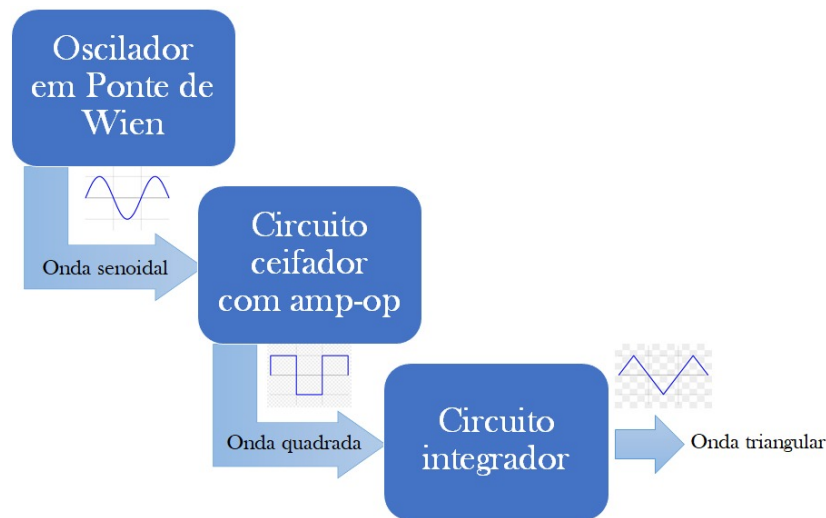 Oscilador
em Ponte de
Wien
Onda senoidal
Circuito
ceifador
com amp-op
Onda quadrada
Circuito
integrador
Onda triangular